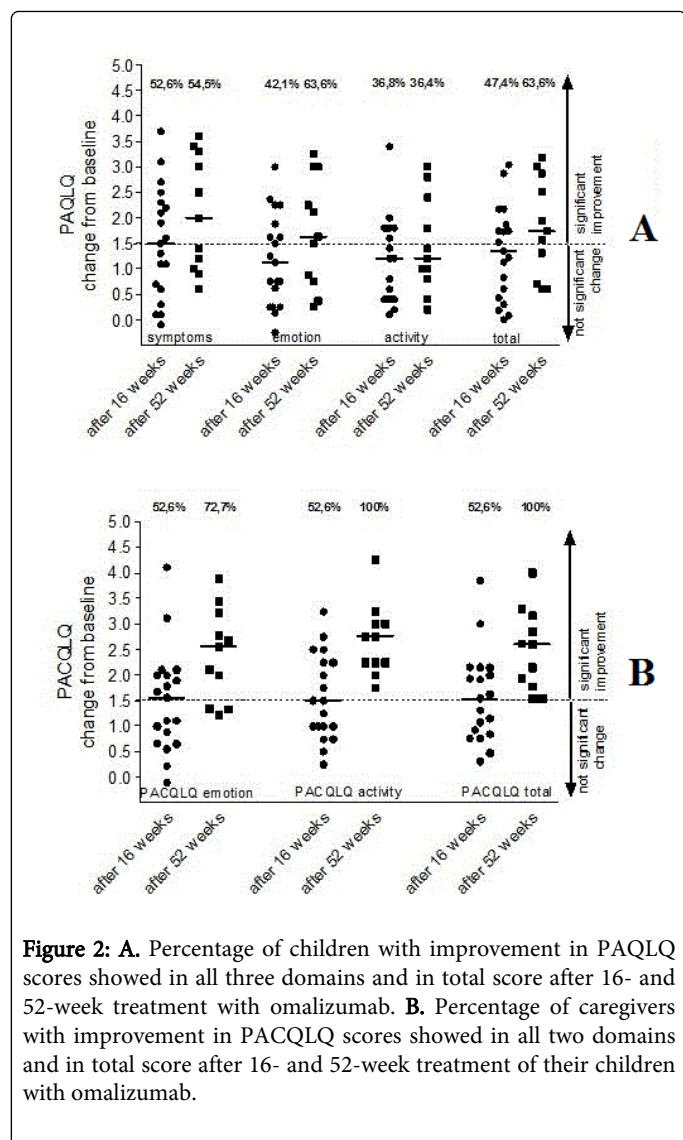 52,6% 54,5% 42,1% 63,6% 36,8% 36,4% 47,4% 63,6%
5.0
4.5
4.0
3.5
3.0
2.5
2.0
1.5
1.0
0.5
0.0
PAQLQ
change from baseline
significant
improvement
not significant
change
A
symptoms emotion activity total
after 16 weeks after 52 weeks after 16 weeks after 52 weeks after 16 weeks after 52 weeks after 16 weeks after 52 weeks
52,6% 72,7% 52,6% 100% 52,6% 100%
5.0
4.5
4.0
3.5
3.0
2.5
2.0
1.5
1.0
0.5
0.0
PACQLQ
change from baseline
significant improvement
not significant
change
B
PACQLQ emotion PACQLQ activity PACQLQ total
after 16 weeks after 52 weeks after 16 weeks after 52 weeks after 16 weeks after 52 weeks
Figure 2: A. Percentage of children with improvement in PAQLQ
scores showed in all three domains and in total score after 16- and
52-week treatment with omalizumab. B. Percentage of caregivers
with improvement in PACQLQ scores showed in all two domains
and in total score after 16- and 52-week treatment of their children
with omalizumab.